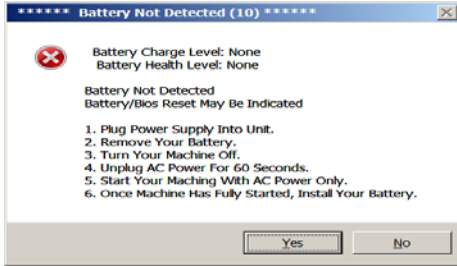 ****** Battery Not Detected (10) ******
Battery Charge Level: None
Battery Health Level: None
Battery Not Detected
Battery/Bios Reset May Be Indicated
1. Plug Power Supply Into Unit.
2. Remove Your Battery.
3. Turn Your Machine Off.
4. Unplug AC Power For 60 Seconds.
5. Start Your Maching With AC Power Only.
6. Once Machine Has Fully Started, Install Your Battery.
Yes
No